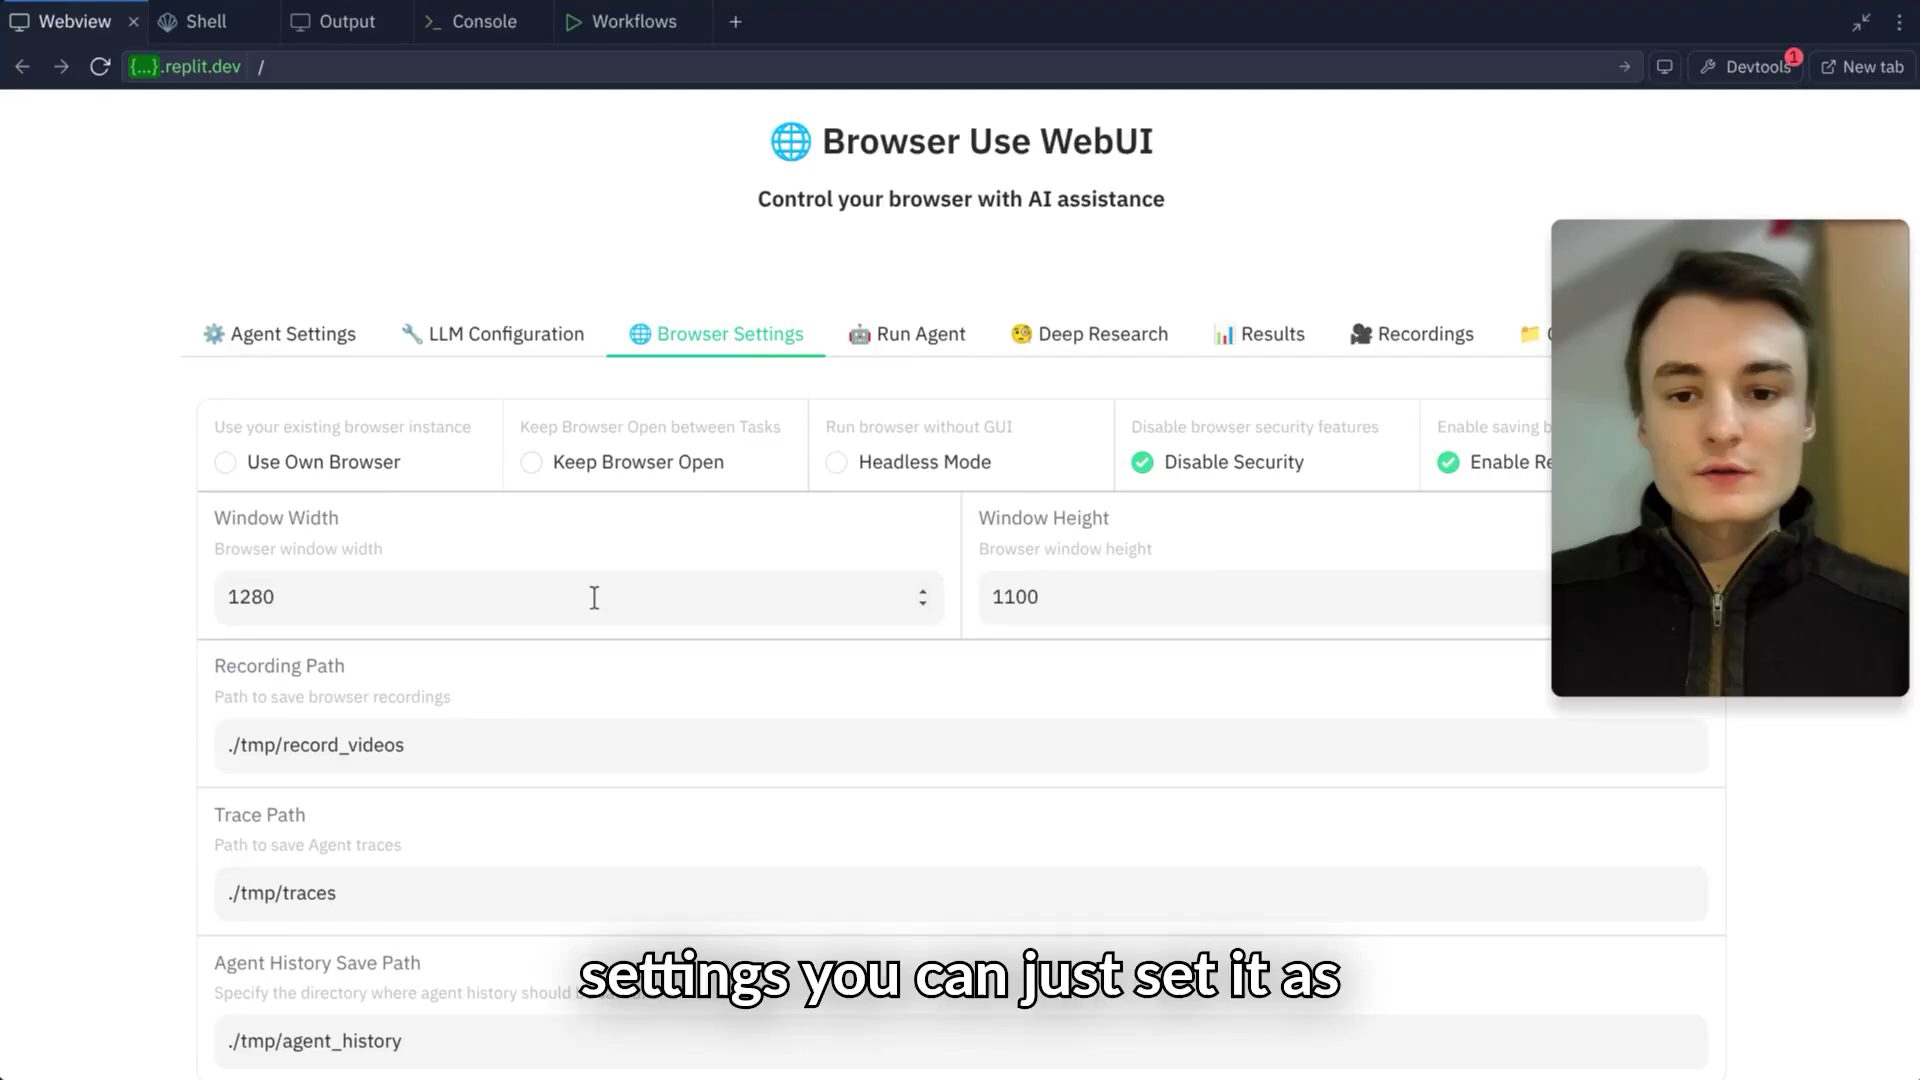 Webview
Shell
Output
Console
Workflows
{...}.replit.dev /
Devtools
1
New tab
Browser Use WebUI
Control your browser with AI assistance
Agent Settings
LLM Configuration
Browser Settings
Run Agent
Deep Research
Results
Recordings
Use your existing browser instance
Use Own Browser
Keep Browser Open between Tasks
Keep Browser Open
Run browser without GUI
Headless Mode
Disable browser security features
Disable Security
Enable saving
Enable
Window Width
Browser window width
1280
Window Height
Browser window height
1100
Recording Path
Path to save browser recordings
./tmp/record_videos
Trace Path
Path to save Agent traces
./tmp/traces
Agent History Save Path
Specify the directory where agent history should
settings you can just set it as
./tmp/agent_history